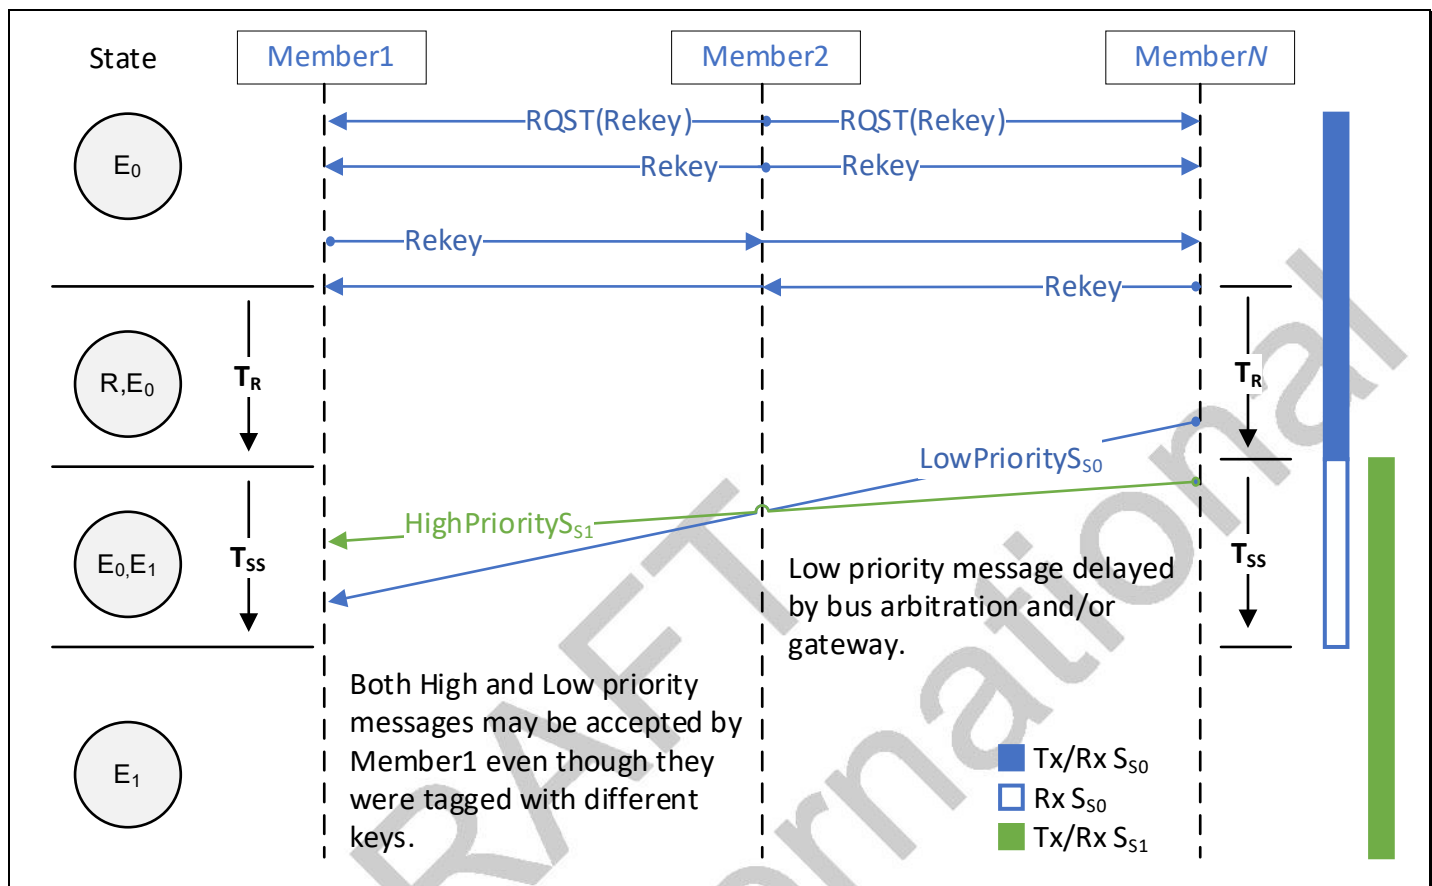 State
Member1
Member2
MemberN
RQST(Rekey)
RQST(Rekey)
E0
Rekey
Rekey
Rekey
Rekey
R,E0
TR
TR
LowPrioritySS0
HighPrioritySS1
E0,E1
TSS
TSS
Low priority message delayed
by bus arbitration and/or
gateway.
Both High and Low priority
messages may be accepted by
Member1 even though they
were tagged with different
keys.
E1
Tx/Rx SS0
Rx SS0
Tx/Rx SS1